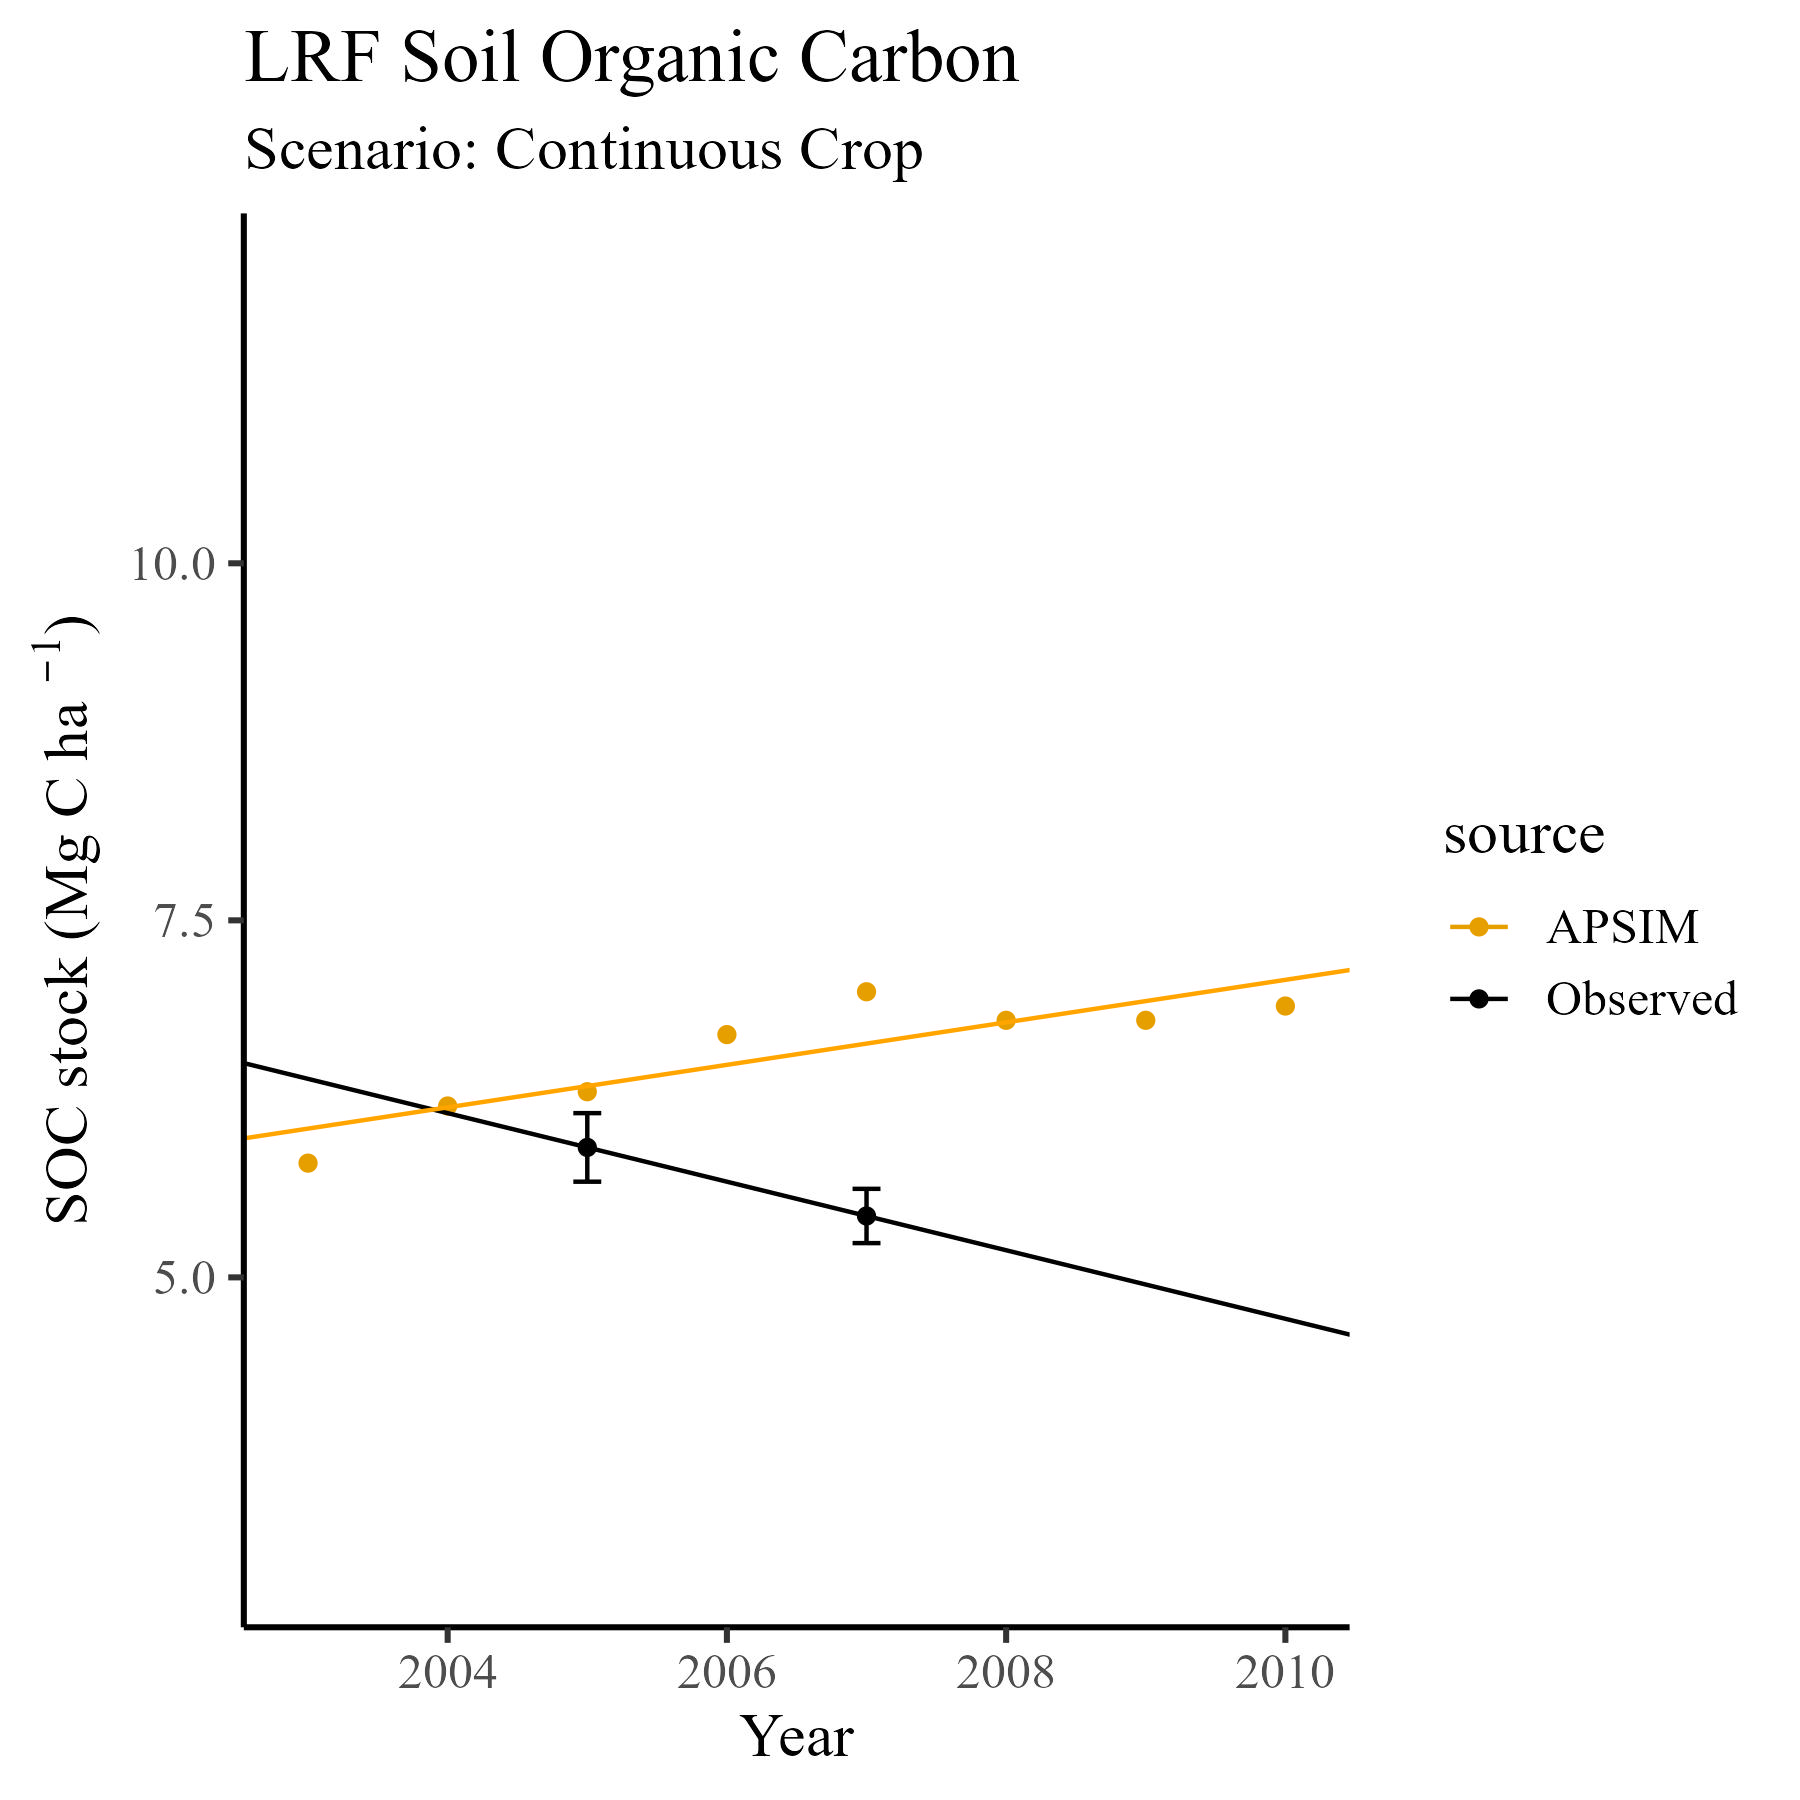 LRF Soil Organic Carbon
Scenario: Continuous Crop
10.0
7.5
5.0
SOC stock (Mg C ha ⁻¹)
2004 2006 2008 2010
Year
source
APSIM
Observed